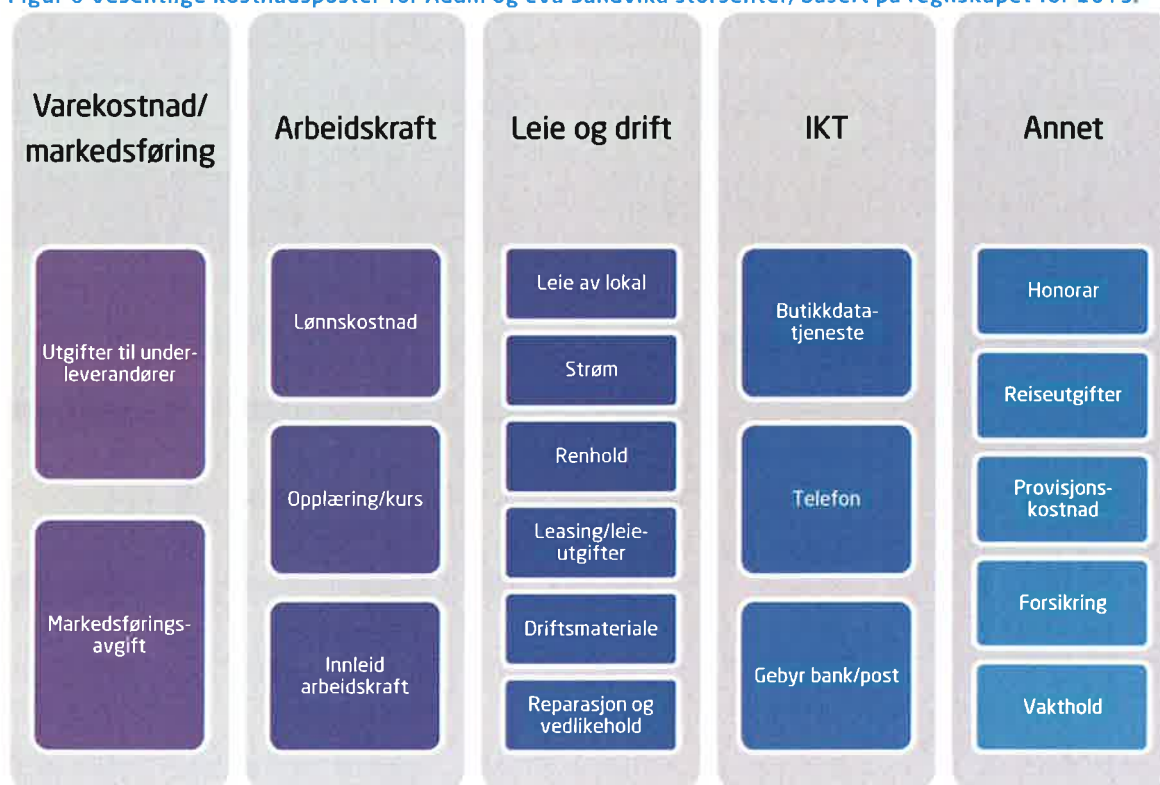 Varekostnad/
markedsføring
Utgifter til under-
leverandører
Markedsførings-
avgift
Arbeidskraft
Lønnskostnad
Opplæring/kurs
Innleid
arbeidskraft
Leie og drift
Leie av lokal
Strøm
Renhold
Leasing/leie-
utgifter
Driftsmateriale
Reparasjon og
vedlikehold
IKT
Butikkdata-
tjeneste
Telefon
Gebyr bank/post
Annet
Honorar
Reiseutgifter
Provisjons-
kostnad
Forsikring
Vakthold